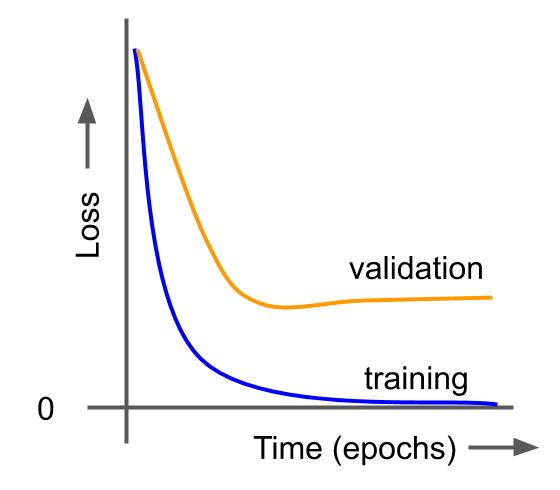 Loss
validation
training
0
Time (epochs)